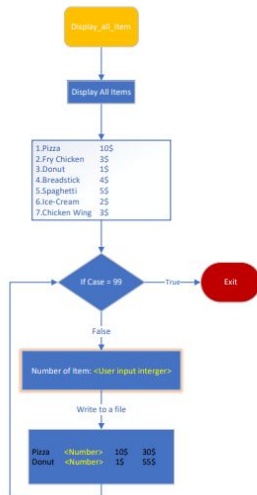 Display_all_item
Display All Items
1.Pizza 10$
2.Fry Chicken 3$
3.Donut 1$
4.Breadstick 4$
5.Spaghetti 5$
6.Ice-Cream 2$
7.Chicken Wing 3$
If Case = 99
True
Exit
False
Number of Item: <User input interger>
Write to a file
Pizza <Number> 10$ 30$
Donut <Number> 1$ 55$